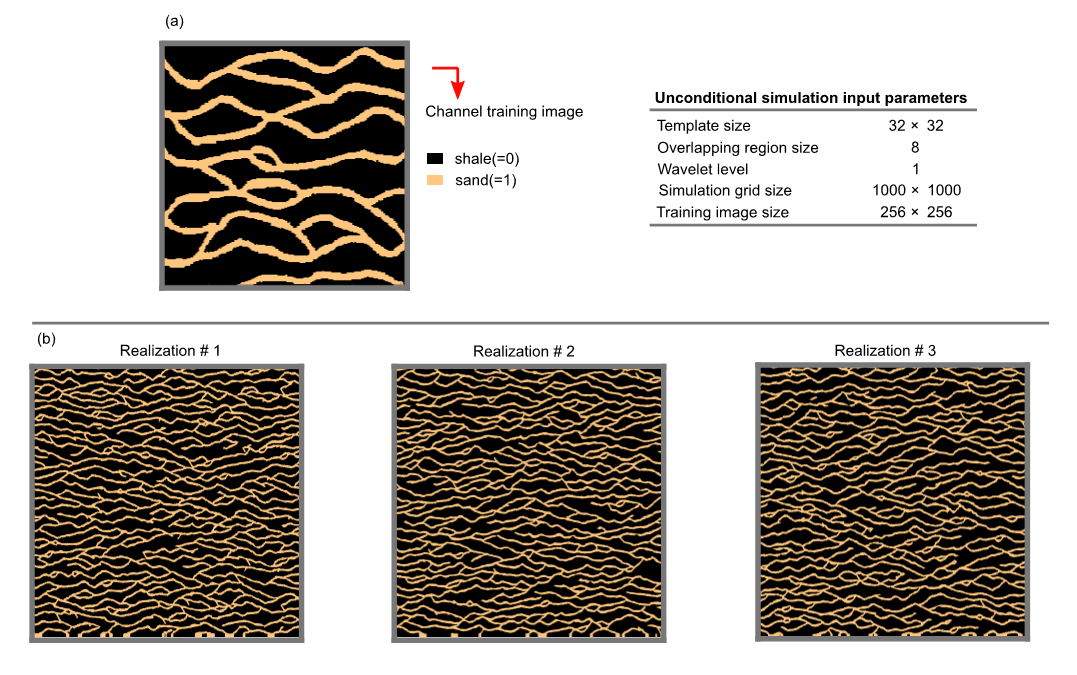 (a)
Channel training image
shale(=0)
sand(=1)
Unconditional simulation input parameters
Template size 32 × 32
Overlapping region size 8
Wavelet level 1
Simulation grid size 1000 × 1000
Training image size 256 × 256
(b)
Realization # 1
Realization # 2
Realization # 3